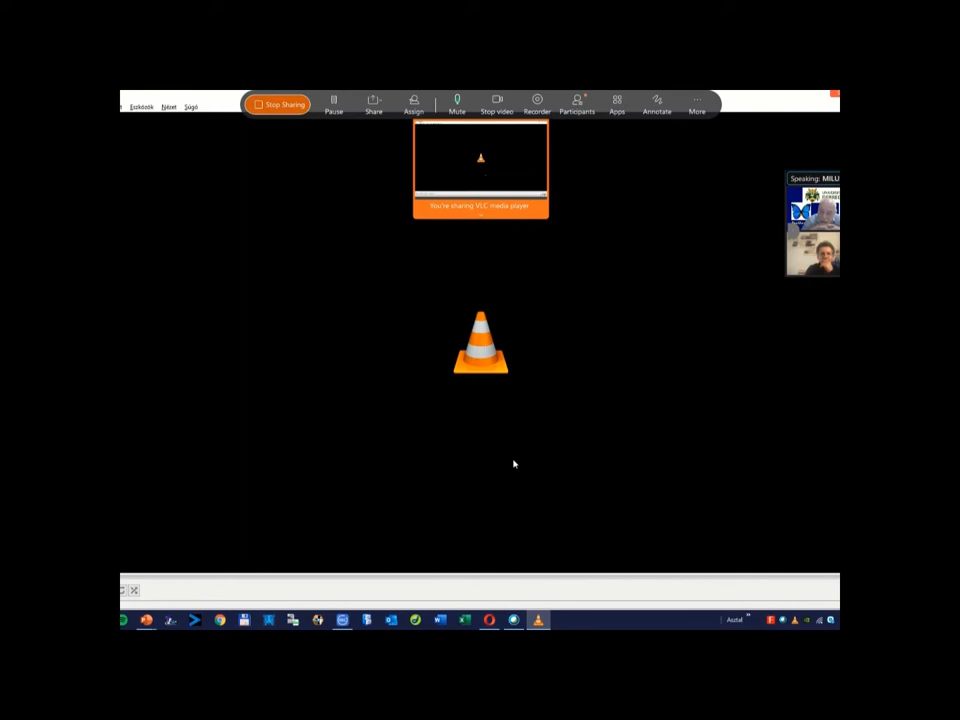 Eszközök Nézet Súgó
Stop Sharing
Pause
Share
Assign
Mute
Stop video
Recorder
Participants
Apps
Annotate
More
You're sharing VLC media player
Speaking: MILU
Asztal